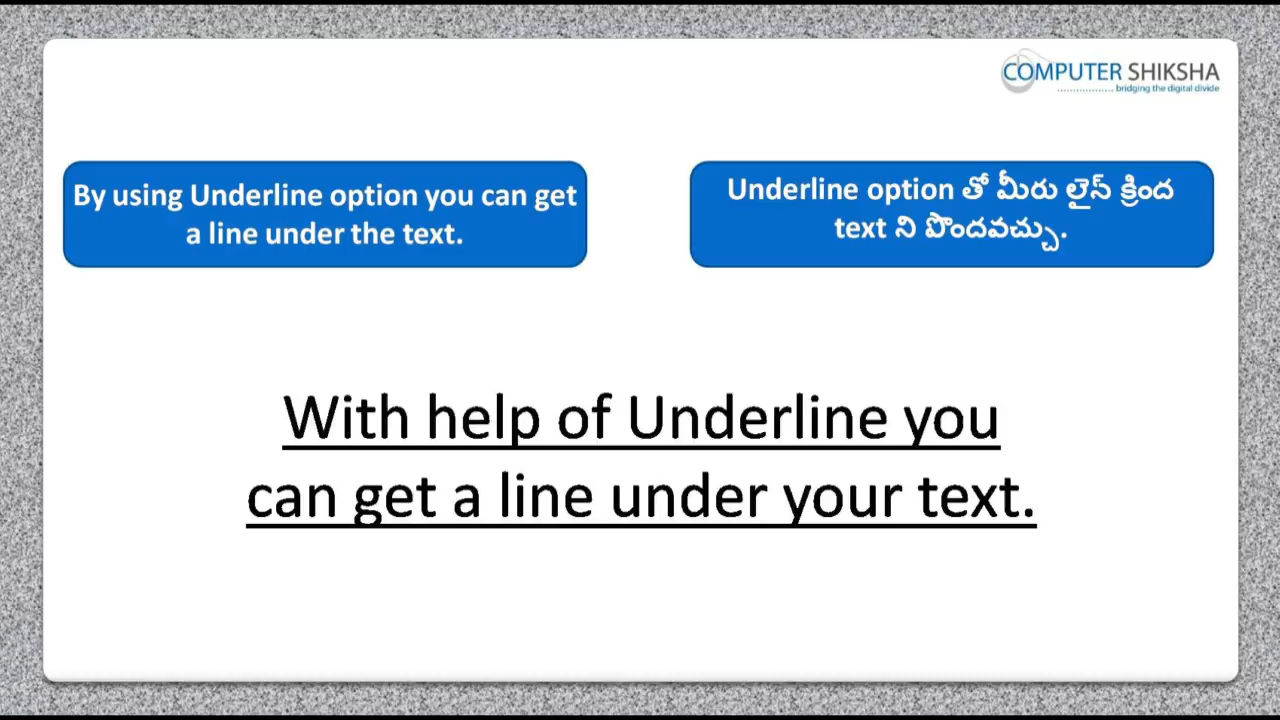 COMPUTER SHIKSHA
.................. bridging the digital divide
By using Underline option you can get
a line under the text.
Underline option తో మీరు లైన్ క్రింద
text ని పొందవచ్చు.
With help of Underline you
can get a line under your text.